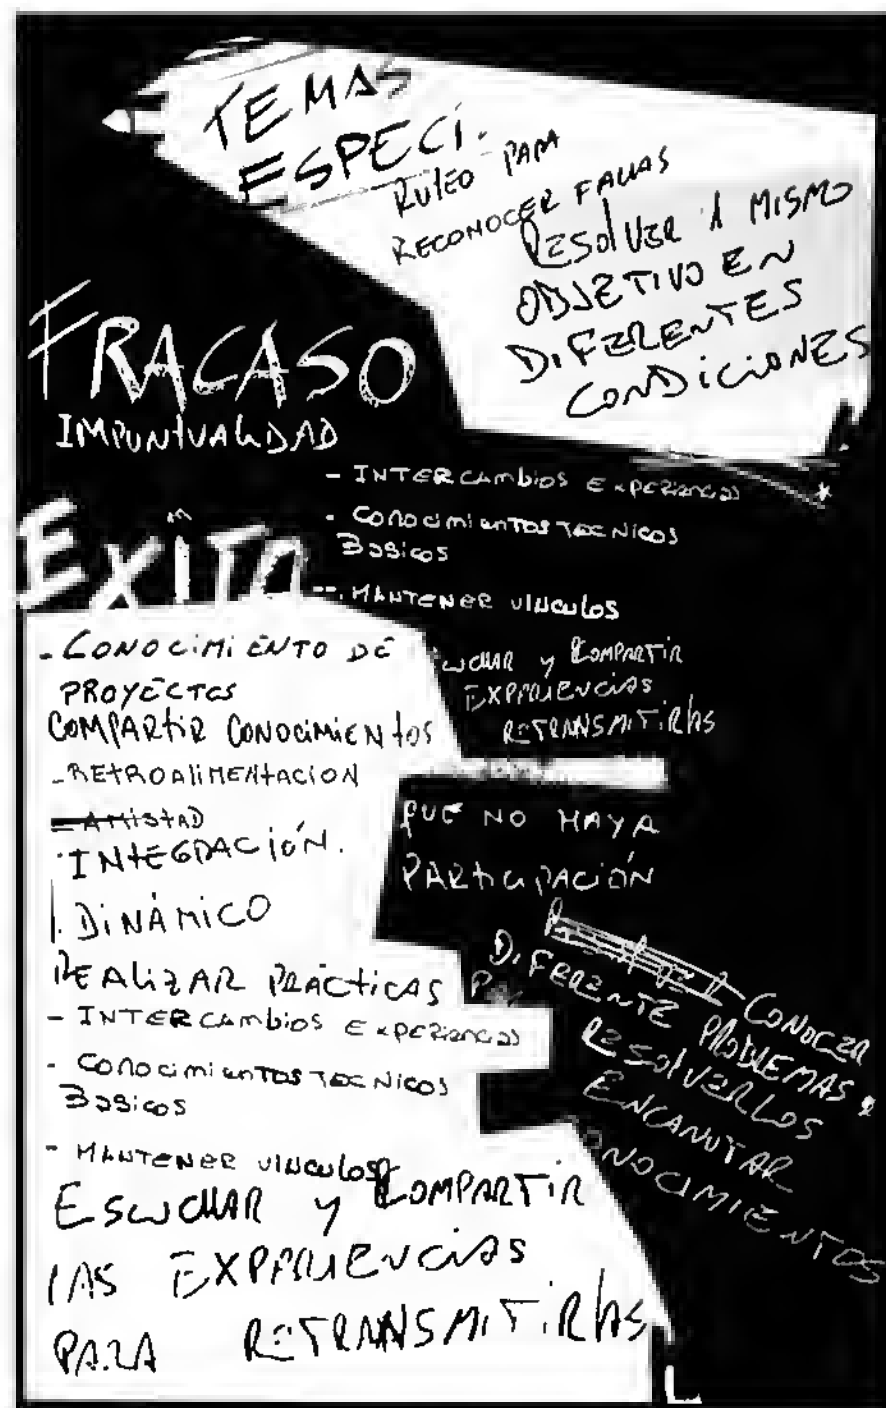 TEMAS
ESPECÍ.
RUTEO PARA
RECONOCER FALLAS
RESOLVER A MISMO
OBJETIVO EN
DIFERENTES
CONDICIONES
FRACASO
IMPUNTUALIDAD
- INTERCAMBIOS EXPERIENCIAS
- CONOCIMIENTOS TECNICOS
BASICOS
- MANTENER VINCULOS
ESCUCHAR Y COMPARTIR
EXPERIENCIAS
RETRANSMITIRLAS
EXITO
- CONOCIMIENTO DE
PROYECTOS
COMPARTIR CONOCIMIENTOS
- RETROALIMENTACION
- AMISTAD
INTEGRACIÓN.
DINÁMICO
REALIZAR PRÁCTICAS
- INTERCAMBIOS EXPERIENCIAS
- CONOCIMIENTOS TECNICOS
BASICOS
- MANTENER VINCULOS
ESCUCHAR Y COMPARTIR
LAS EXPERIENCIAS
PARA RETRANSMITIRLAS
QUE NO HAYA
PARTICIPACIÓN
CONOCER
DIFERENTE PROBLEMAS.
RESOLVERLOS
ENCANUTAR
CONOCIMIENTOS